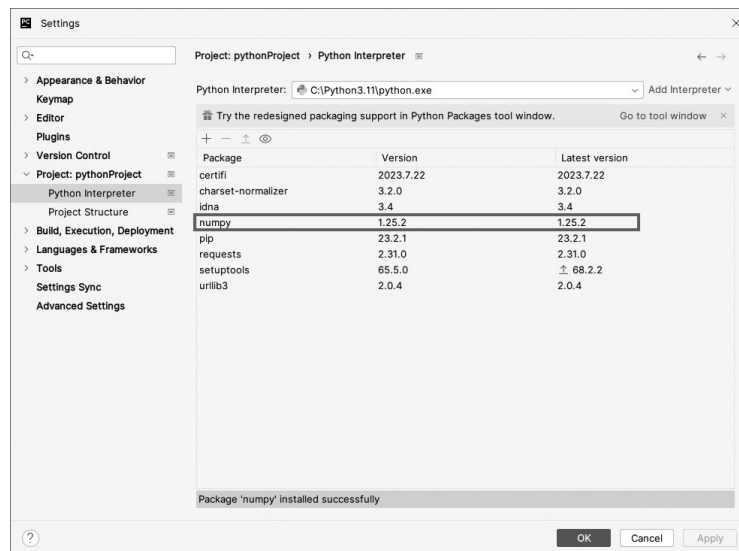 PC Settings
Project: pythonProject › Python Interpreter
Appearance & Behavior
Keymap
Editor
Plugins
Version Control
Project: pythonProject
Python Interpreter
Project Structure
Build, Execution, Deployment
Languages & Frameworks
Tools
Settings Sync
Advanced Settings
Python Interpreter: C:\Python3.11\python.exe Add Interpreter
Try the redesigned packaging support in Python Packages tool window. Go to tool window
Package Version Latest version
certifi 2023.7.22 2023.7.22
charset-normalizer 3.2.0 3.2.0
idna 3.4 3.4
numpy 1.25.2 1.25.2
pip 23.2.1 23.2.1
requests 2.31.0 2.31.0
setuptools 65.5.0 68.2.2
urllib3 2.0.4 2.0.4
Package 'numpy' installed successfully
? OK Cancel Apply